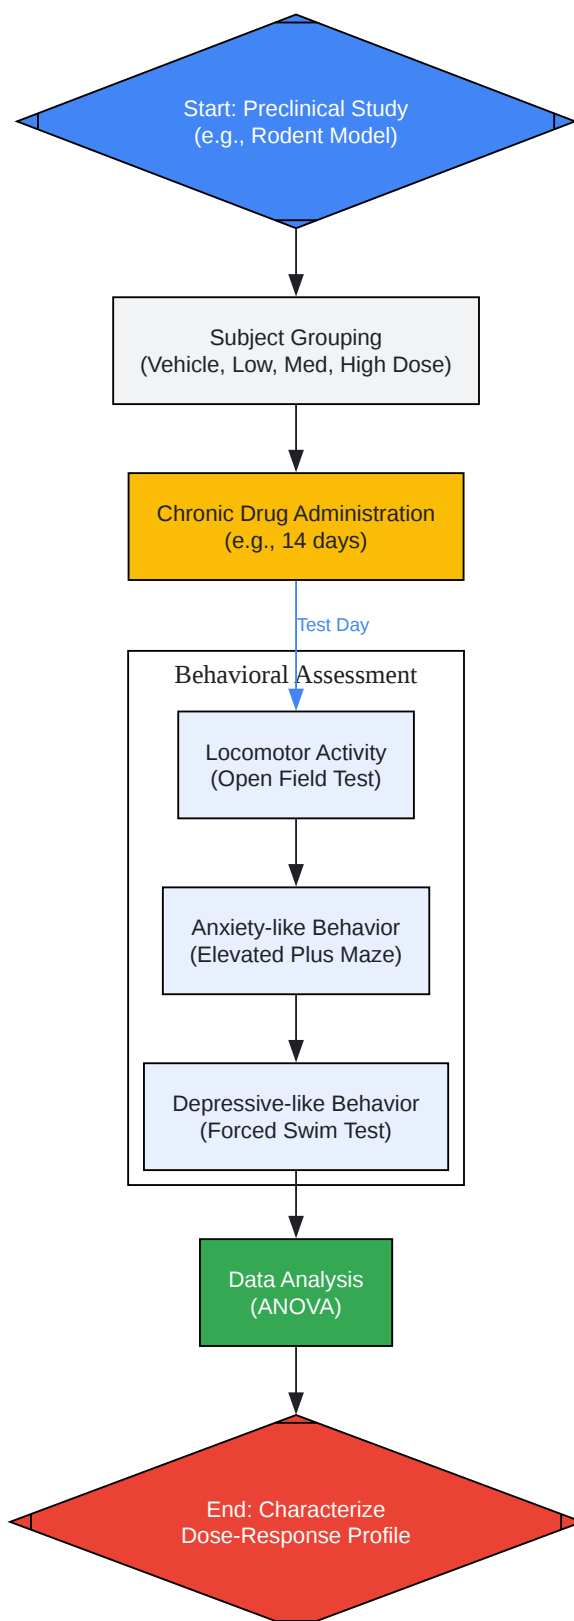 Start: Preclinical Study
(e.g., Rodent Model)
Subject Grouping
(Vehicle, Low, Med, High Dose)
Chronic Drug Administration
(e.g., 14 days)
Test Day
Behavioral Assessment
Locomotor Activity
(Open Field Test)
Anxiety-like Behavior
(Elevated Plus Maze)
Depressive-like Behavior
(Forced Swim Test)
Data Analysis
(ANOVA)
End: Characterize
Dose-Response Profile